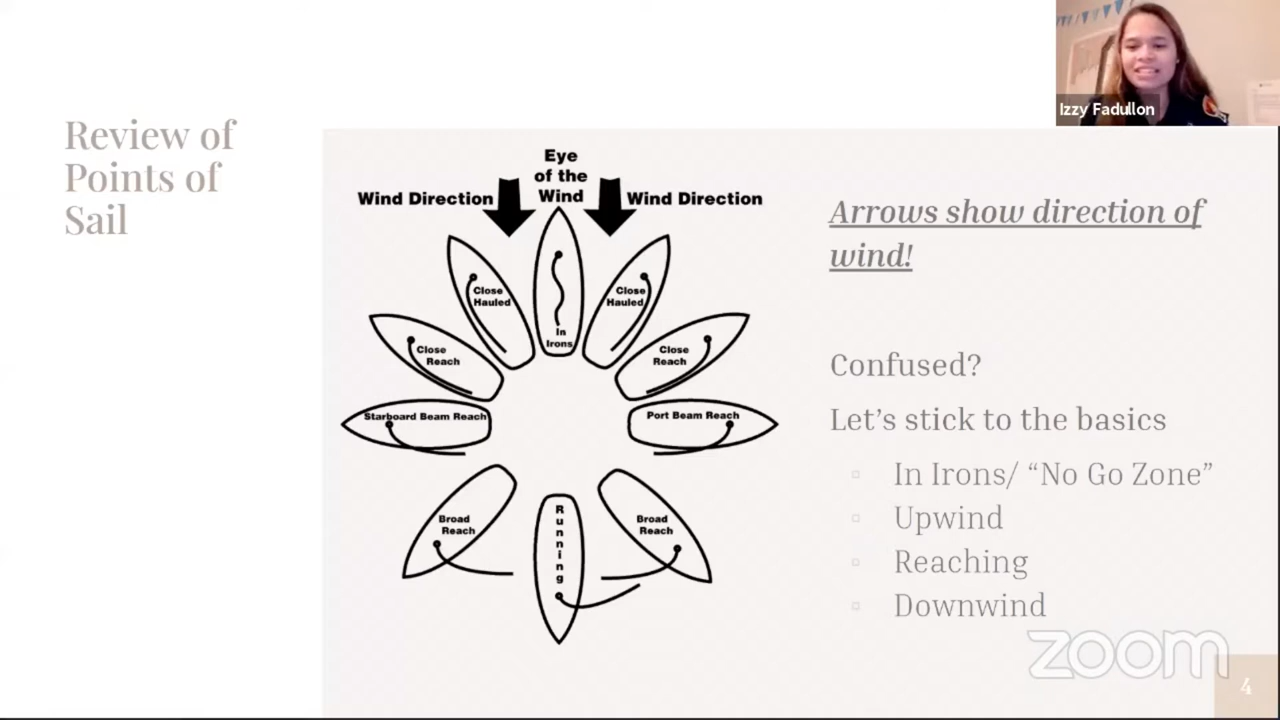 Izzy Fadullon
Review of
Points of
Sail
Eye
of the
Wind
Wind Direction
Wind Direction
Close
Hauled
In
Irons
Close
Hauled
Close
Reach
Close
Reach
Starboard Beam Reach
Port Beam Reach
Broad
Reach
Running
Broad
Reach
Arrows show direction of
wind!
Confused?
Let's stick to the basics
In Irons/ “No Go Zone”
Upwind
Reaching
Downwind
zoom
4